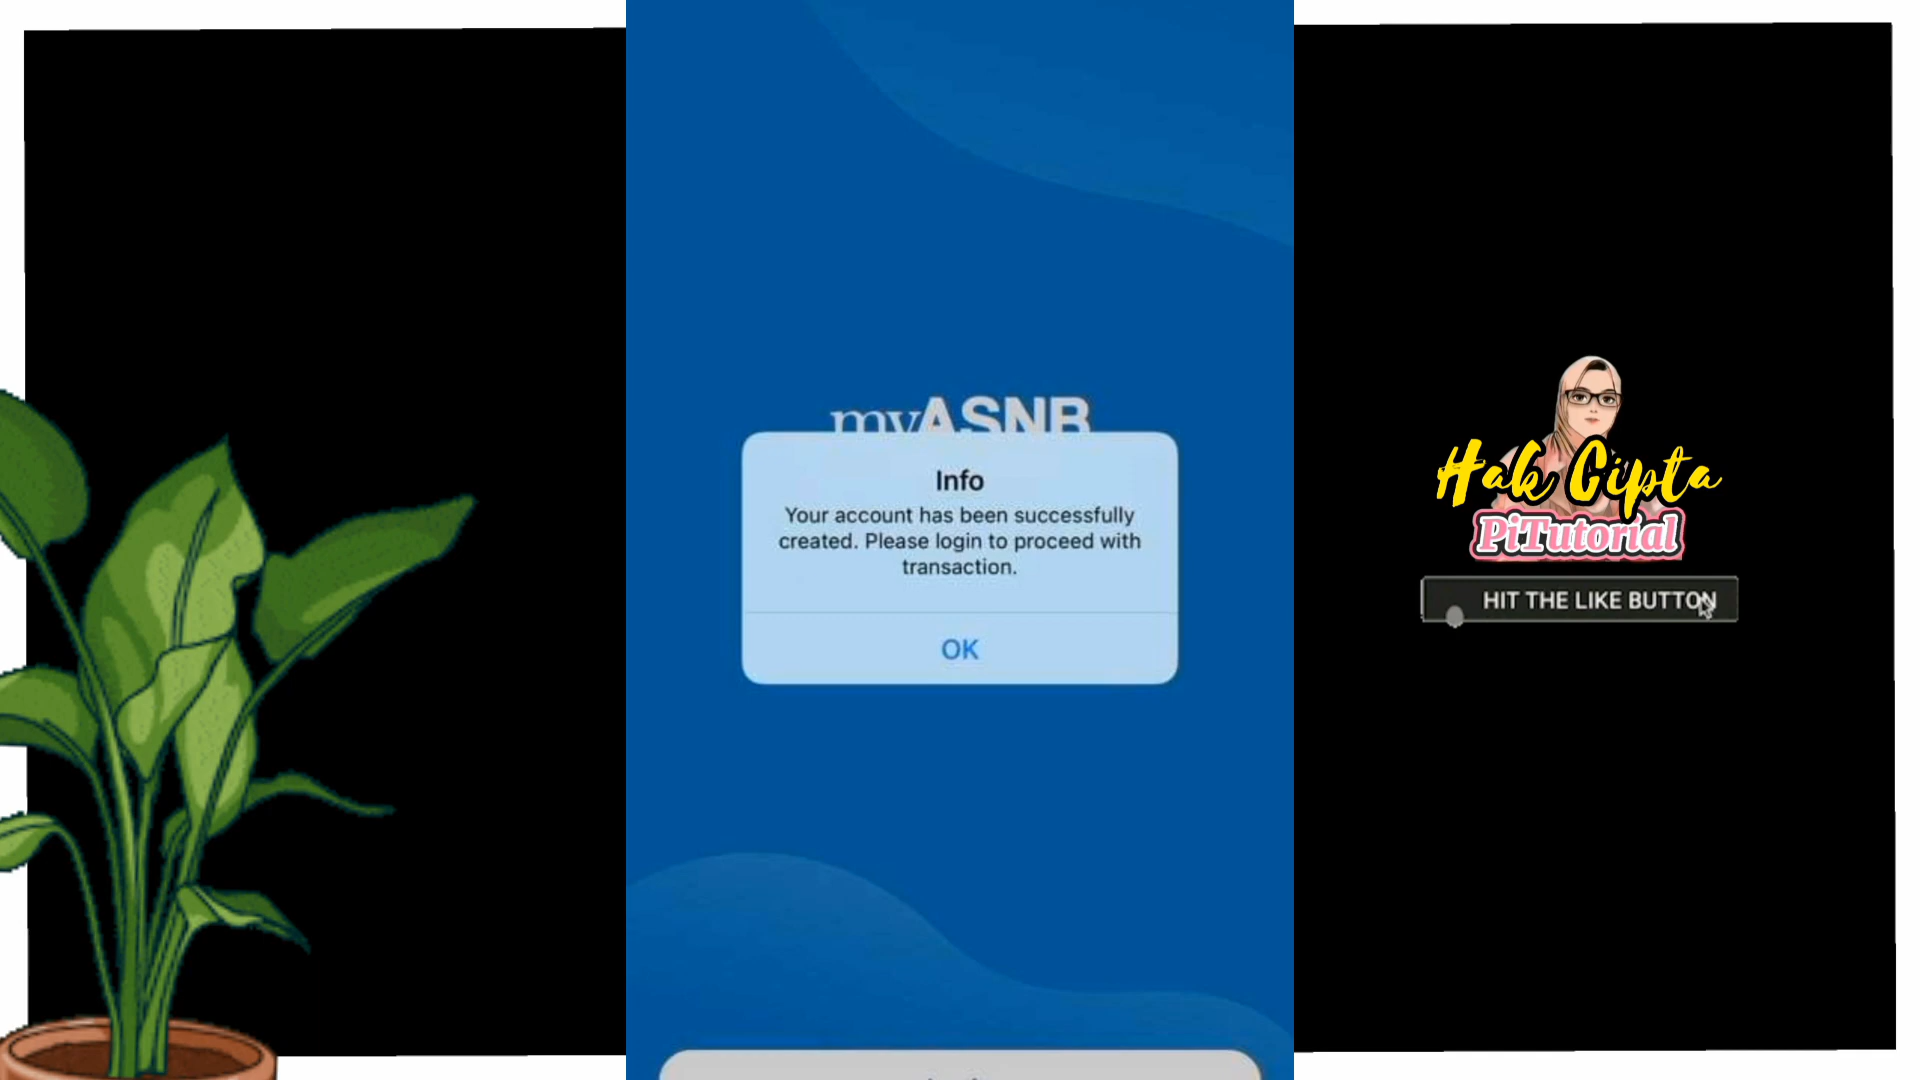 myASNB
Info
Your account has been successfully
created. Please login to proceed with
transaction.
OK
Hak Cipta
PiTutorial
HIT THE LIKE BUTTON